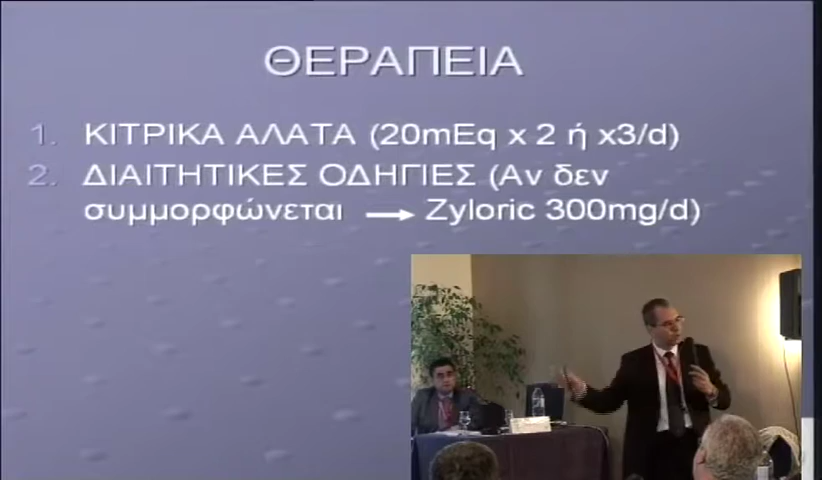 ΘΕΡΑΠΕΙΑ
1. ΚΙΤΡΙΚΑ ΑΛΑΤΑ (20mEq x 2 ή x3/d)
2. ΔΙΑΙΤΗΤΙΚΕΣ ΟΔΗΓΙΕΣ (Αν δεν
συμμορφώνεται → Zyloric 300mg/d)